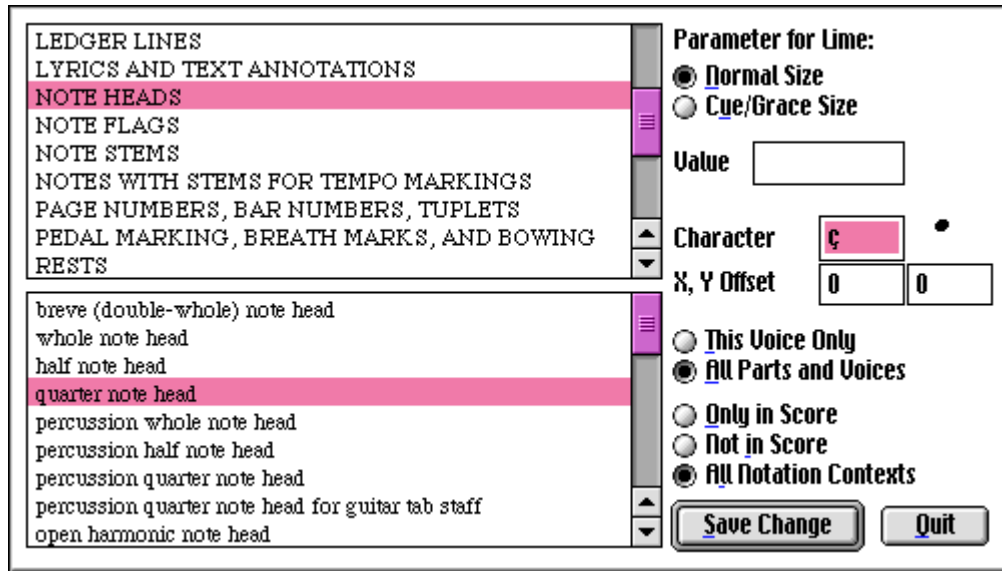 LEDGER LINES
LYRICS AND TEXT ANNOTATIONS
NOTE HEADS
NOTE FLAGS
NOTE STEMS
NOTES WITH STEMS FOR TEMPO MARKINGS
PAGE NUMBERS, BAR NUMBERS, TUPLETS
PEDAL MARKING, BREATH MARKS, AND BOWING
RESTS
breve (double-whole) note head
whole note head
half note head
quarter note head
percussion whole note head
percussion half note head
percussion quarter note head
percussion quarter note head for guitar tab staff
open harmonic note head
Parameter for Lime:
Normal Size
Cue/Grace Size
Value
Character ç
X, Y Offset 0 0
This Voice Only
All Parts and Voices
Only in Score
Not in Score
All Notation Contexts
Save Change Quit